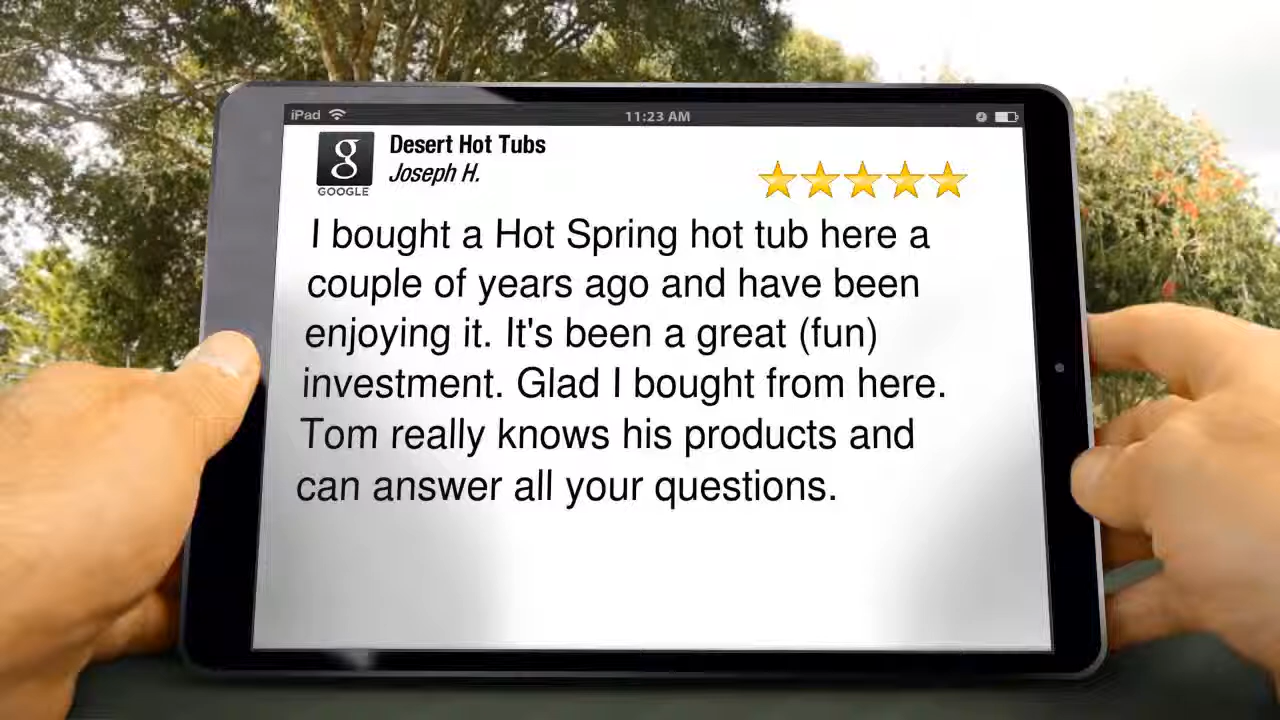 iPad 11:23 AM
g
GOOGLE
Desert Hot Tubs
Joseph H.
I bought a Hot Spring hot tub here a
couple of years ago and have been
enjoying it. It's been a great (fun)
investment. Glad I bought from here.
Tom really knows his products and
can answer all your questions.